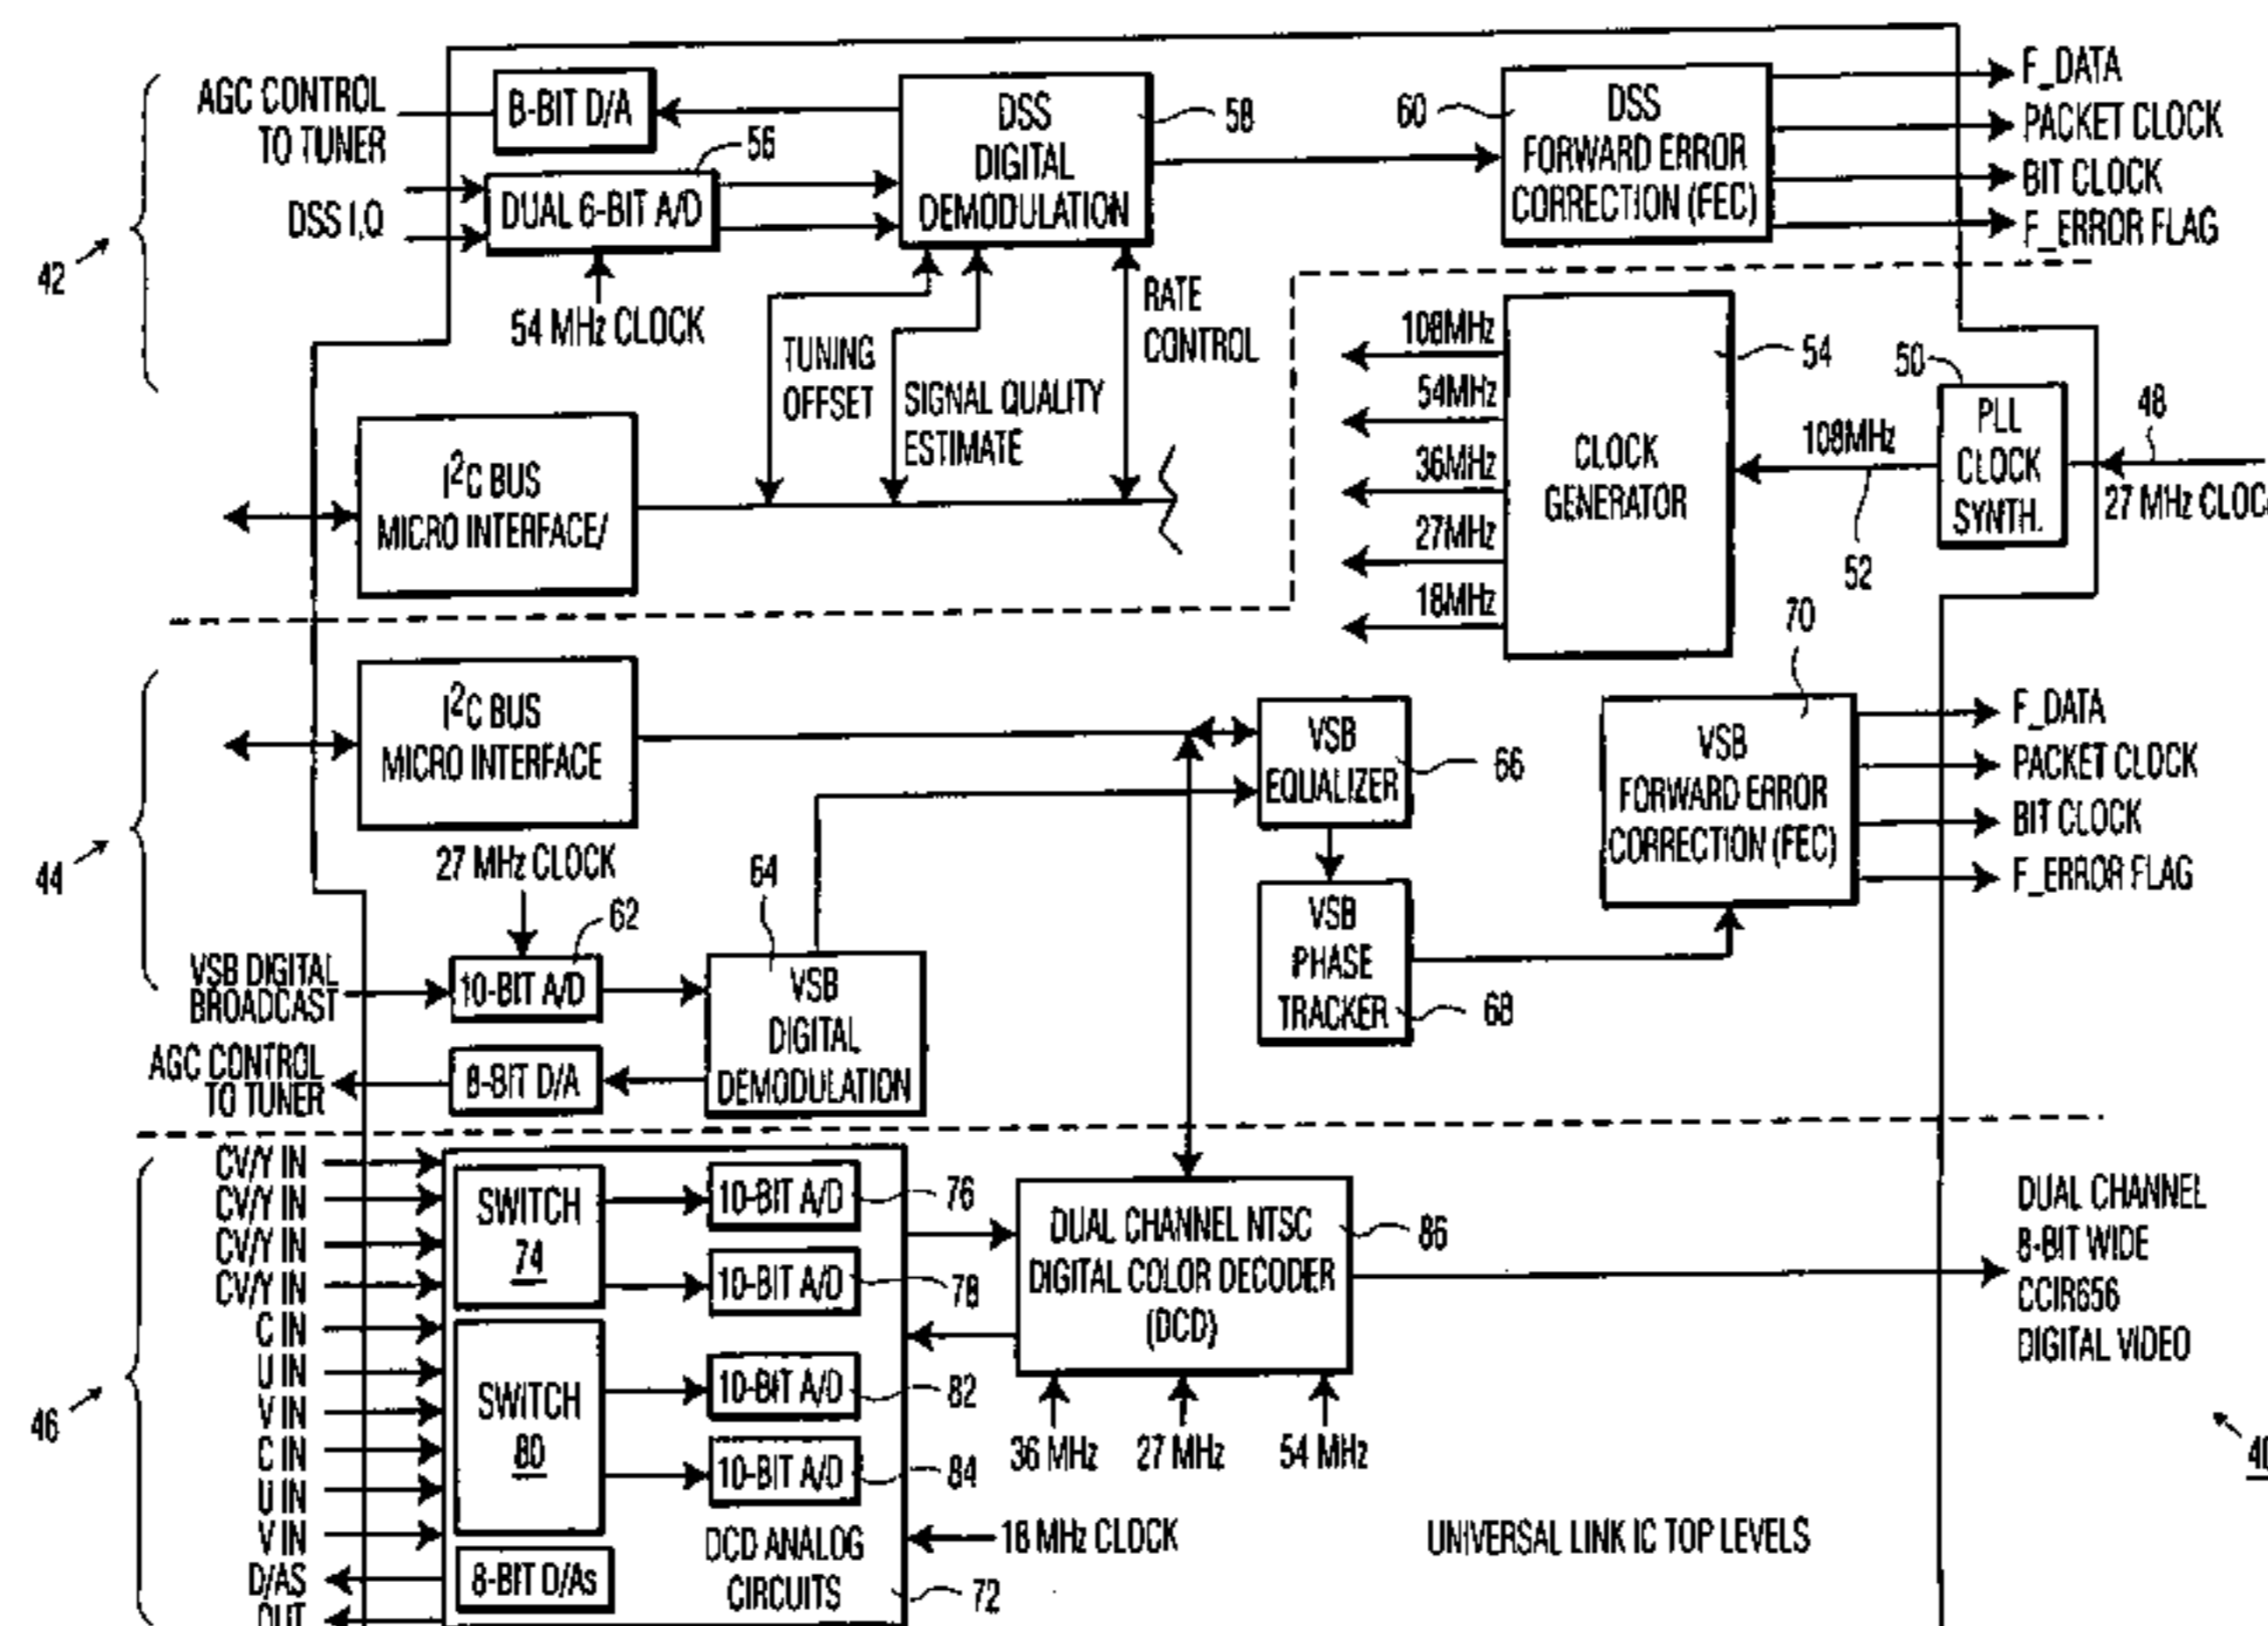 AGC CONTROL
TO TUNER
8-BIT D/A
DSS I,Q
DUAL 6-BIT A/D
56
54 MHz CLOCK
DSS
DIGITAL
DEMODULATION
58
60
DSS
FORWARD ERROR
CORRECTION (FEC)
F_DATA
PACKET CLOCK
BIT CLOCK
F_ERROR FLAG
42
TUNING
OFFSET
SIGNAL QUALITY
ESTIMATE
RATE
CONTROL
I²C BUS
MICRO INTERFACE/
108MHz
54MHz
36MHz
27MHz
18MHz
CLOCK
GENERATOR
54
108MHz
52
50
PLL
CLOCK
SYNTH.
48
27 MHz CLOC
I²C BUS
MICRO INTERFACE
44
27 MHz CLOCK
62
VSB DIGITAL
BROADCAST
10-BIT A/D
64
VSB
DIGITAL
DEMODULATION
AGC CONTROL
TO TUNER
8-BIT D/A
VSB
EQUALIZER
66
VSB
PHASE
TRACKER
68
70
VSB
FORWARD ERROR
CORRECTION (FEC)
F_DATA
PACKET CLOCK
BIT CLOCK
F_ERROR FLAG
46
CV/Y IN
CV/Y IN
CV/Y IN
CV/Y IN
C IN
U IN
V IN
C IN
U IN
V IN
D/AS
OUT
SWITCH
74
SWITCH
80
8-BIT D/As
10-BIT A/D
76
10-BIT A/D
78
10-BIT A/D
82
10-BIT A/D
84
DCD ANALOG
CIRCUITS
72
18 MHz CLOCK
DUAL CHANNEL NTSC
DIGITAL COLOR DECODER
(DCD)
86
36 MHz
27 MHz
54 MHz
DUAL CHANNEL
8-BIT WIDE
CCIR656
DIGITAL VIDEO
40
UNIVERSAL LINK IC TOP LEVELS